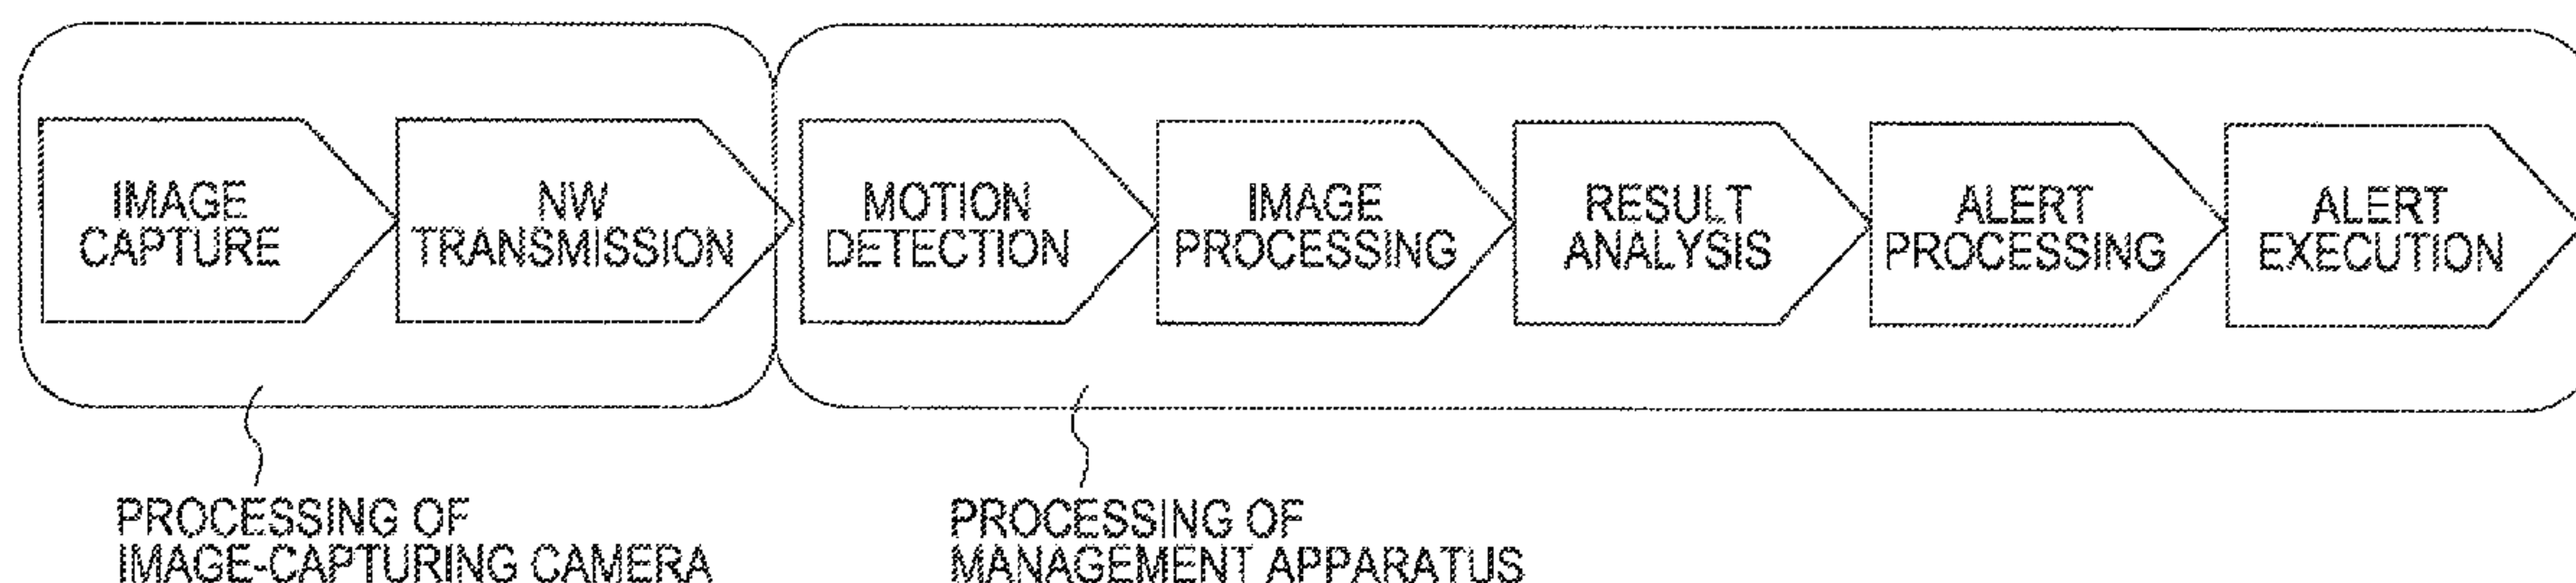 IMAGE
CAPTURE
NW
TRANSMISSION
MOTION
DETECTION
IMAGE
PROCESSING
RESULT
ANALYSIS
ALERT
PROCESSING
ALERT
EXECUTION
PROCESSING OF
IMAGE-CAPTURING CAMERA
PROCESSING OF
MANAGEMENT APPARATUS